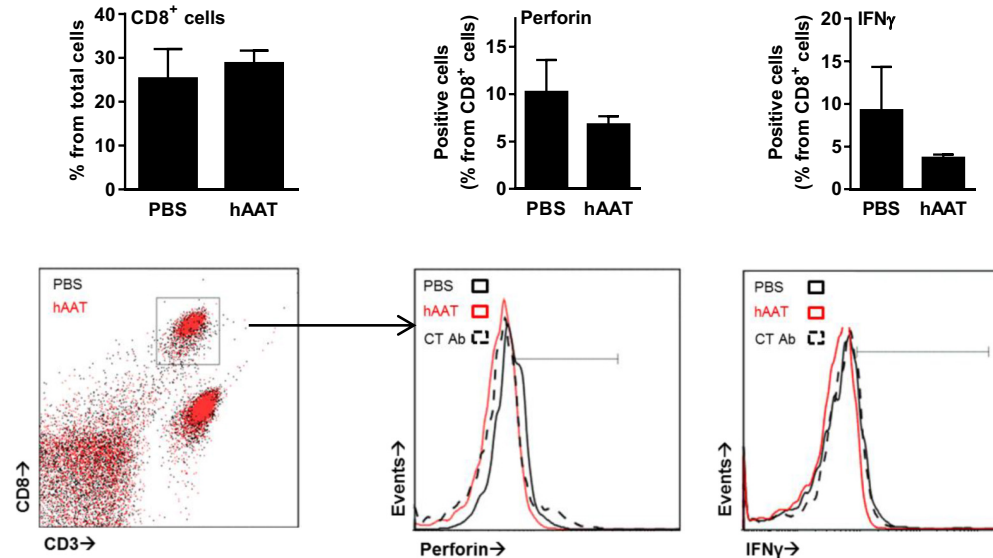 CD8⁺ cells
% from total cells
40
30
20
10
0
PBS hAAT
Perforin
Positive cells
(% from CD8⁺ cells)
15
10
5
0
PBS hAAT
IFNγ
Positive cells
(% from CD8⁺ cells)
20
15
10
5
0
PBS hAAT
PBS
hAAT
CD8→
CD3→
PBS
hAAT
CT Ab
Events→
Perforin→
PBS
hAAT
CT Ab
Events→
IFNγ→